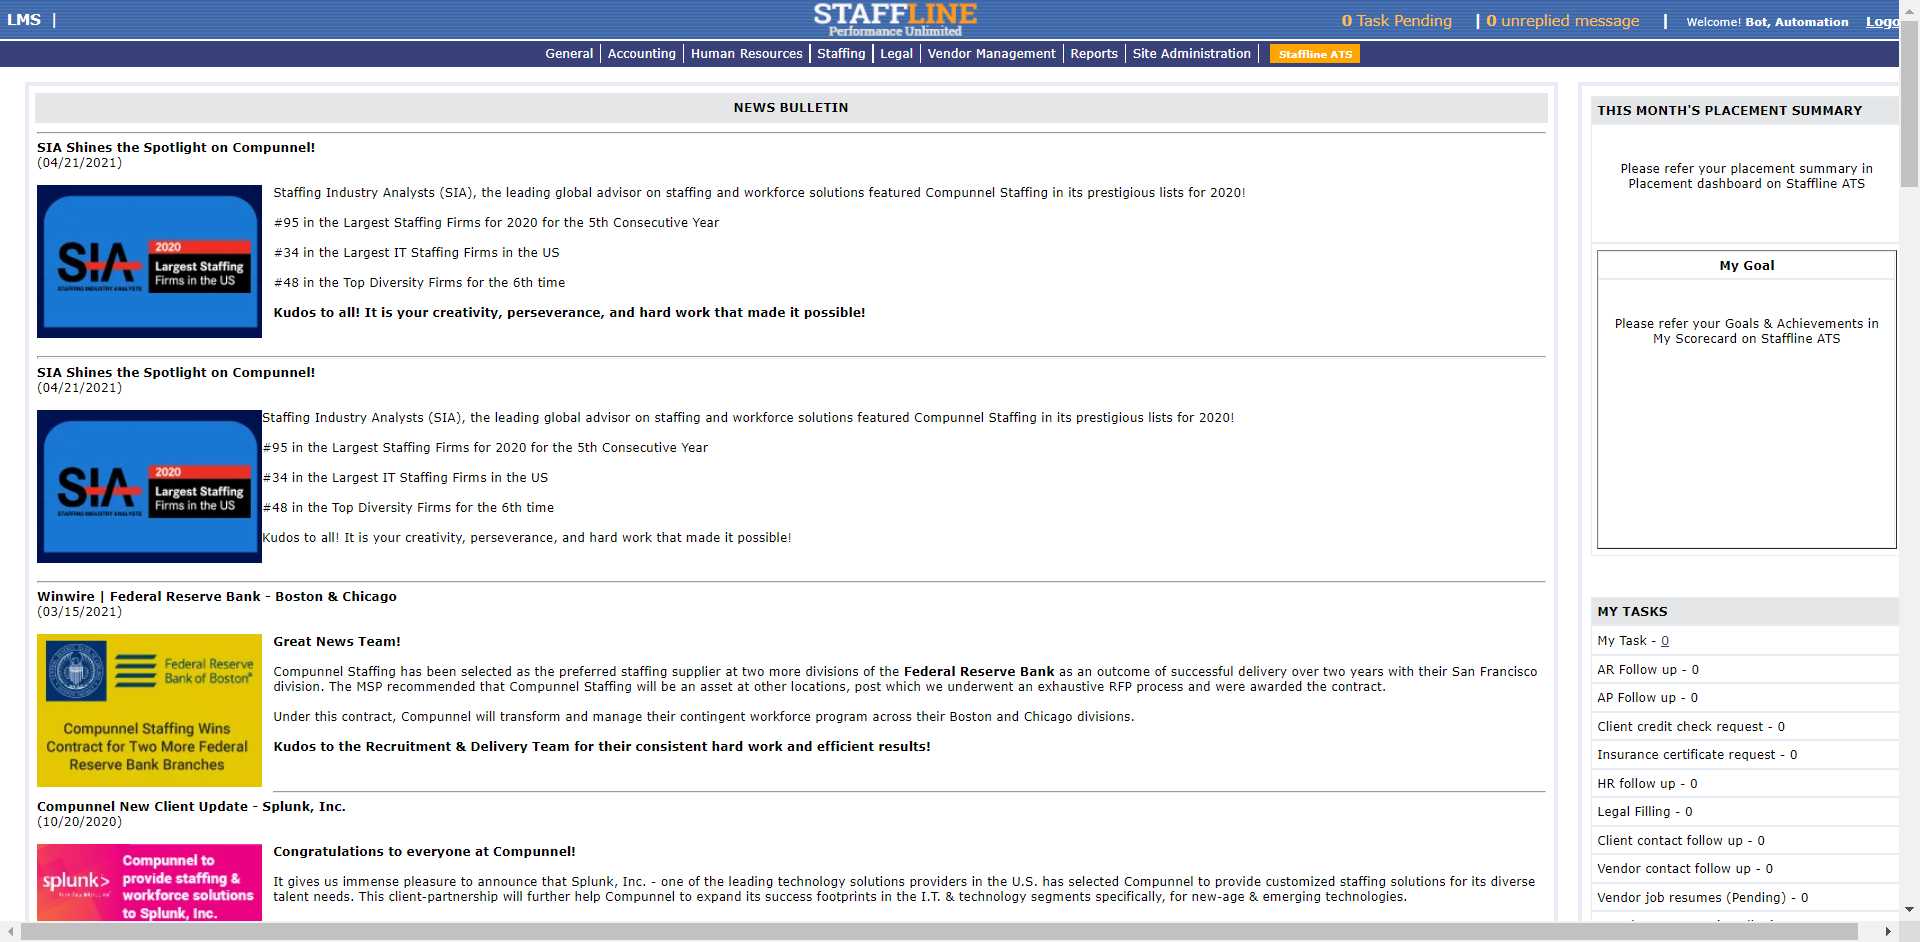 LMS |
STAFFLINE
Performance Unlimited
0 Task Pending | 0 unreplied message | Welcome! Bot, Automation Logo
General Accounting Human Resources Staffing Legal Vendor Management Reports Site Administration Staffline ATS
NEWS BULLETIN
SIA Shines the Spotlight on Compunnel!
(04/21/2021)
SIA
STAFFING INDUSTRY ANALYSTS
2020
Largest Staffing
Firms in the US
Staffing Industry Analysts (SIA), the leading global advisor on staffing and workforce solutions featured Compunnel Staffing in its prestigious lists for 2020!
#95 in the Largest Staffing Firms for 2020 for the 5th Consecutive Year
#34 in the Largest IT Staffing Firms in the US
#48 in the Top Diversity Firms for the 6th time
Kudos to all! It is your creativity, perseverance, and hard work that made it possible!
SIA Shines the Spotlight on Compunnel!
(04/21/2021)
SIA
STAFFING INDUSTRY ANALYSTS
2020
Largest Staffing
Firms in the US
Staffing Industry Analysts (SIA), the leading global advisor on staffing and workforce solutions featured Compunnel Staffing in its prestigious lists for 2020!
#95 in the Largest Staffing Firms for 2020 for the 5th Consecutive Year
#34 in the Largest IT Staffing Firms in the US
#48 in the Top Diversity Firms for the 6th time
Kudos to all! It is your creativity, perseverance, and hard work that made it possible!
Winwire | Federal Reserve Bank - Boston & Chicago
(03/15/2021)
Federal Reserve
Bank of Boston
Compunnel Staffing Wins
Contract for Two More Federal
Reserve Bank Branches
Great News Team!
Compunnel Staffing has been selected as the preferred staffing supplier at two more divisions of the Federal Reserve Bank as an outcome of successful delivery over two years with their San Francisco
division. The MSP recommended that Compunnel Staffing will be an asset at other locations, post which we underwent an exhaustive RFP process and were awarded the contract.
Under this contract, Compunnel will transform and manage their contingent workforce program across their Boston and Chicago divisions.
Kudos to the Recruitment & Delivery Team for their consistent hard work and efficient results!
Compunnel New Client Update - Splunk, Inc.
(10/20/2020)
splunk>
Compunnel to
provide staffing &
workforce solutions
to Splunk, Inc.
Congratulations to everyone at Compunnel!
It gives us immense pleasure to announce that Splunk, Inc. - one of the leading technology solutions providers in the U.S. has selected Compunnel to provide customized staffing solutions for its diverse
talent needs. This client-partnership will further help Compunnel to expand its success footprints in the I.T. & technology segments specifically, for new-age & emerging technologies.
THIS MONTH'S PLACEMENT SUMMARY
Please refer your placement summary in
Placement dashboard on Staffline ATS
My Goal
Please refer your Goals & Achievements in
My Scorecard on Staffline ATS
MY TASKS
My Task - 0
AR Follow up - 0
AP Follow up - 0
Client credit check request - 0
Insurance certificate request - 0
HR follow up - 0
Legal Filling - 0
Client contact follow up - 0
Vendor contact follow up - 0
Vendor job resumes (Pending) - 0